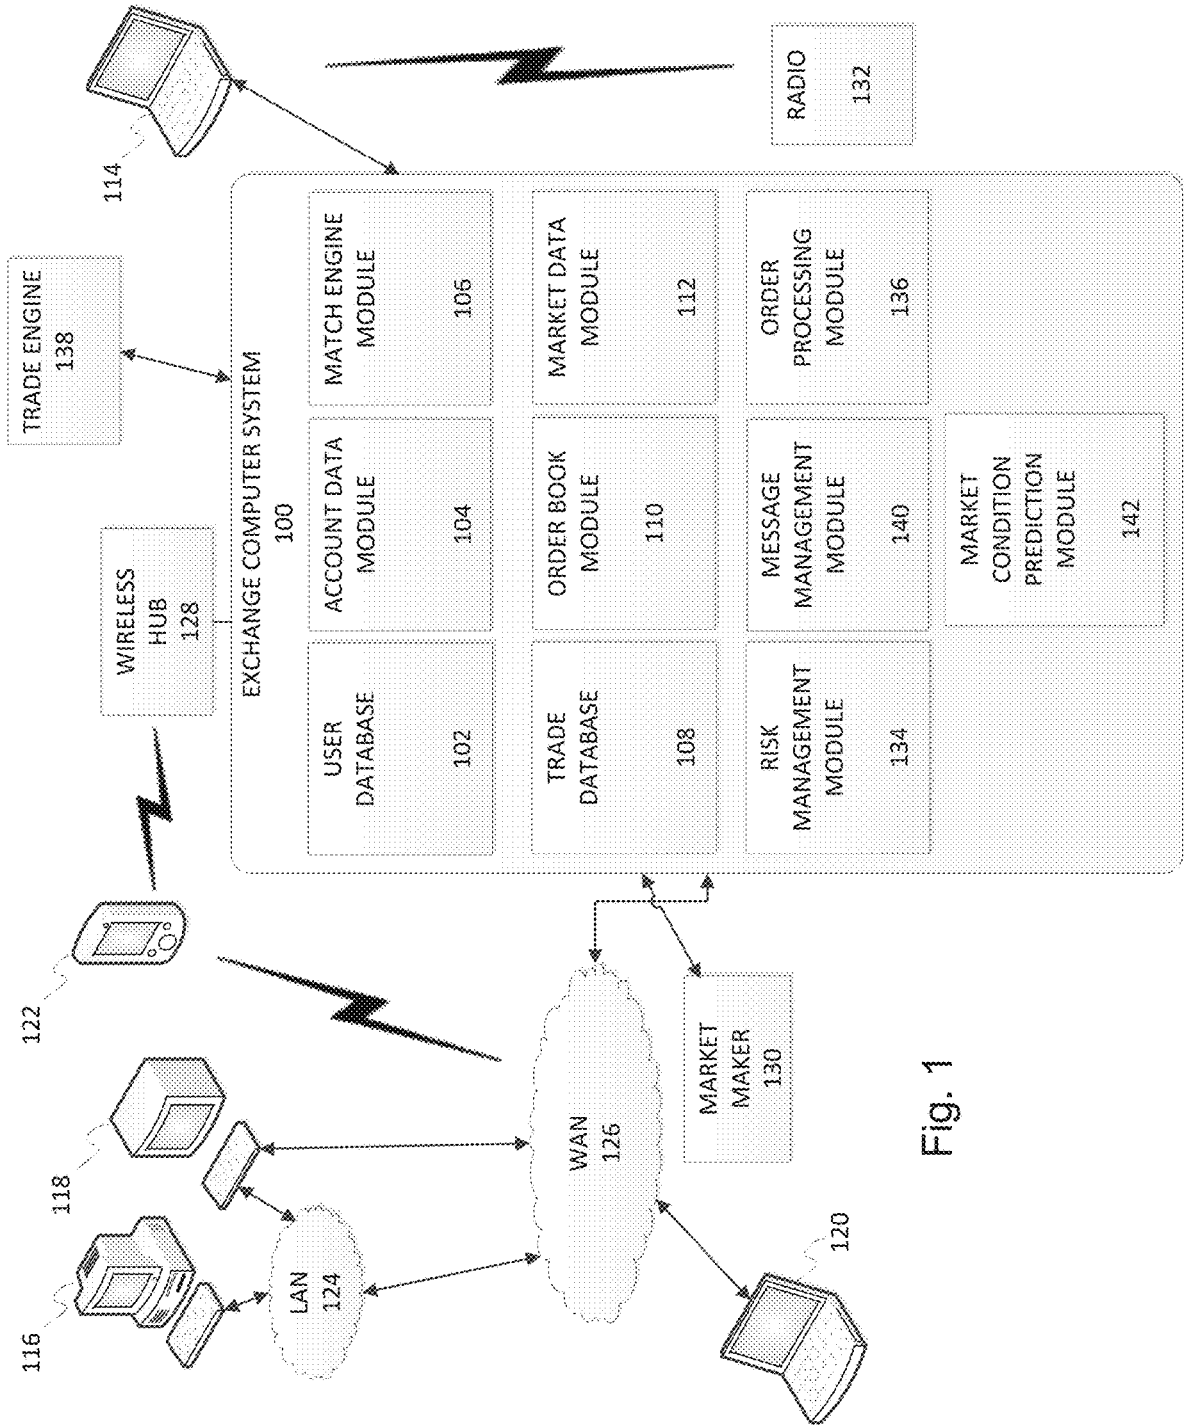 116
118
122
WIRELESS
HUB
128
TRADE ENGINE
138
114
LAN
124
EXCHANGE COMPUTER SYSTEM
100
USER
DATABASE
102
ACCOUNT DATA
MODULE
104
MATCH ENGINE
MODULE
106
WAN
126
TRADE
DATABASE
108
ORDER BOOK
MODULE
110
MARKET DATA
MODULE
112
MARKET
MAKER
130
RISK
MANAGEMENT
MODULE
134
MESSAGE
MANAGEMENT
MODULE
140
ORDER
PROCESSING
MODULE
136
RADIO
132
120
MARKET
CONDITION
PREDICTION
MODULE
142
Fig. 1